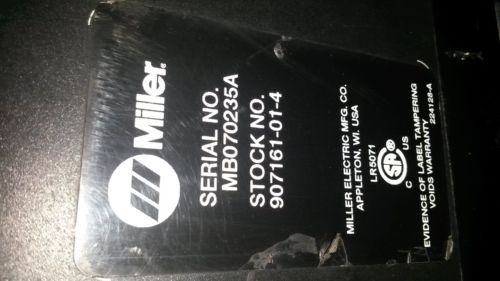 Miller
SERIAL NO.
MB070235A
STOCK NO.
907161-01-4
MILLER ELECTRIC MFG. CO.
APPLETON, WI. USA
LR5071
SP
C US
EVIDENCE OF LABEL TAMPERING
VOIDS WARRANTY 224128-A